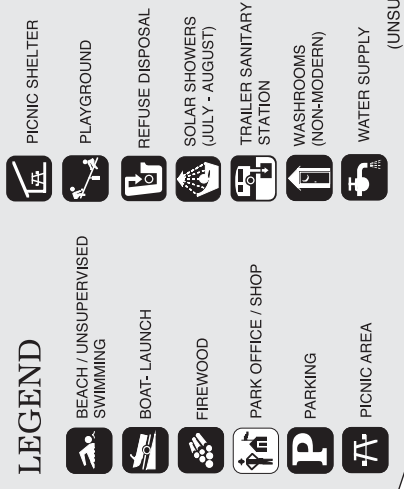 LEGEND
BEACH / UNSUPERVISED
SWIMMING
BOAT- LAUNCH
FIREWOOD
PARK OFFICE / SHOP
P
PARKING
PICNIC AREA
PICNIC SHELTER
PLAYGROUND
REFUSE DISPOSAL
SOLAR SHOWERS
(JULY - AUGUST)
TRAILER SANITARY
STATION
WASHROOMS
(NON-MODERN)
WATER SUPPLY
(UNSU